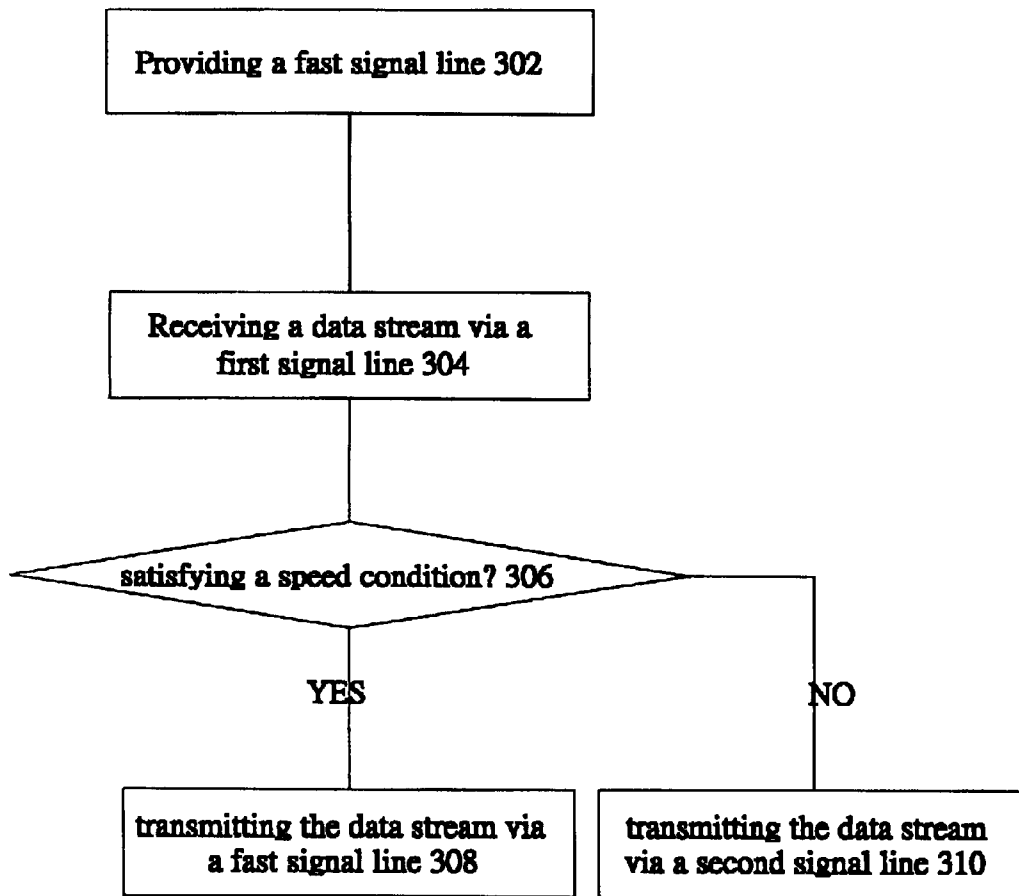 Providing a fast signal line 302
Receiving a data stream via a
first signal line 304
satisfying a speed condition? 306
YES
NO
transmitting the data stream via
a fast signal line 308
transmitting the data stream
via a second signal line 310